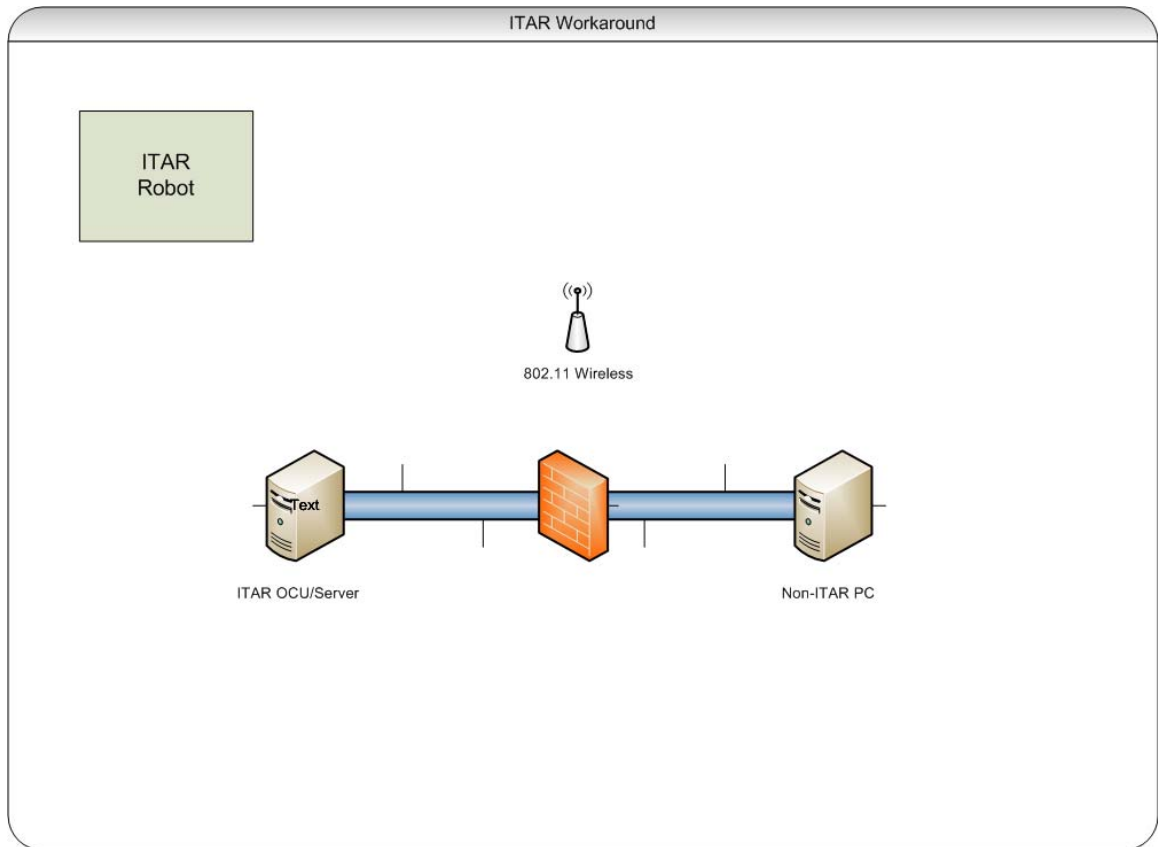 ITAR Workaround
ITAR
Robot
802.11 Wireless
Text
ITAR OCU/Server
Non-ITAR PC